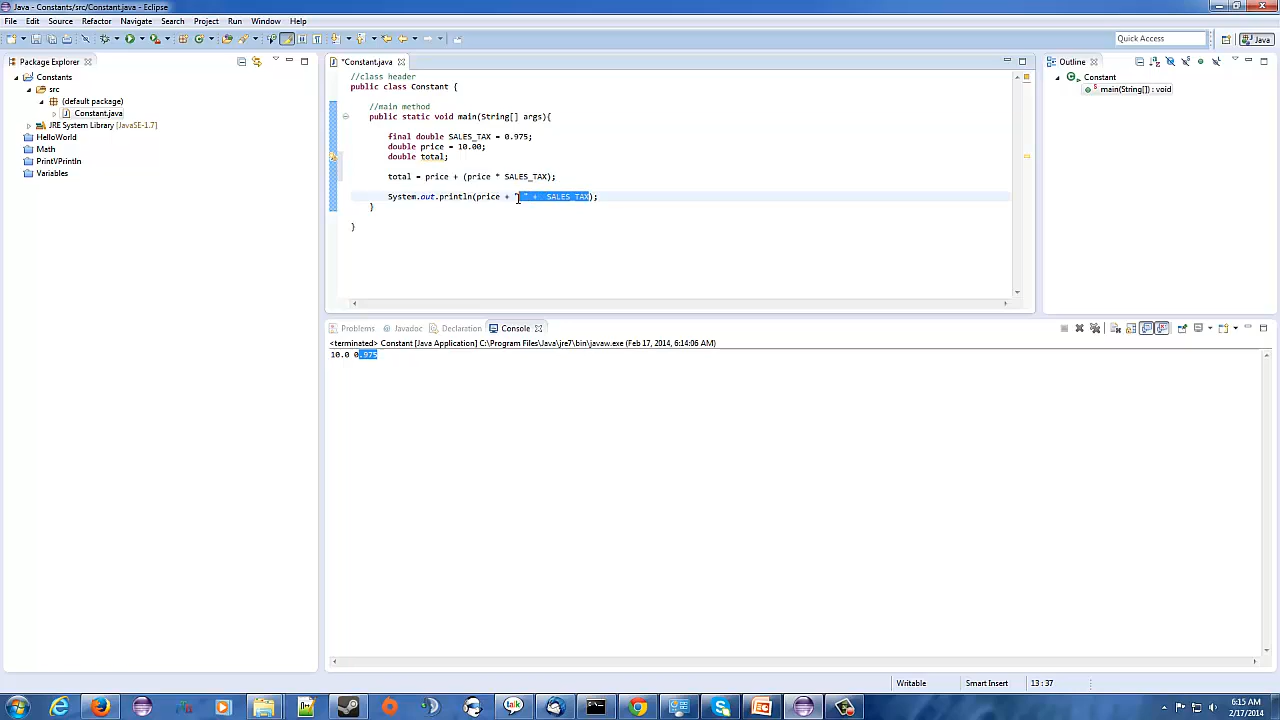 Java - Constants/src/Constant.java - Eclipse
File Edit Source Refactor Navigate Search Project Run Window Help
Quick Access
Java
Package Explorer
Constants
src
(default package)
Constant.java
JRE System Library [JavaSE-1.7]
HelloWorld
Math
PrintVPrintln
Variables
*Constant.java
//class header
public class Constant {
//main method
public static void main(String[] args){
final double SALES_TAX = 0.975;
double price = 10.00;
double total;
total = price + (price * SALES_TAX);
System.out.println(price + " " +  SALES_TAX);
}
}
Outline
Constant
main(String[]) : void
Problems Javadoc Declaration Console
<terminated> Constant [Java Application] C:\Program Files\Java\jre7\bin\javaw.exe (Feb 17, 2014, 6:14:06 AM)
10.0 0.975
Writable Smart Insert 13 : 37
talk
6:15 AM
2/17/2014